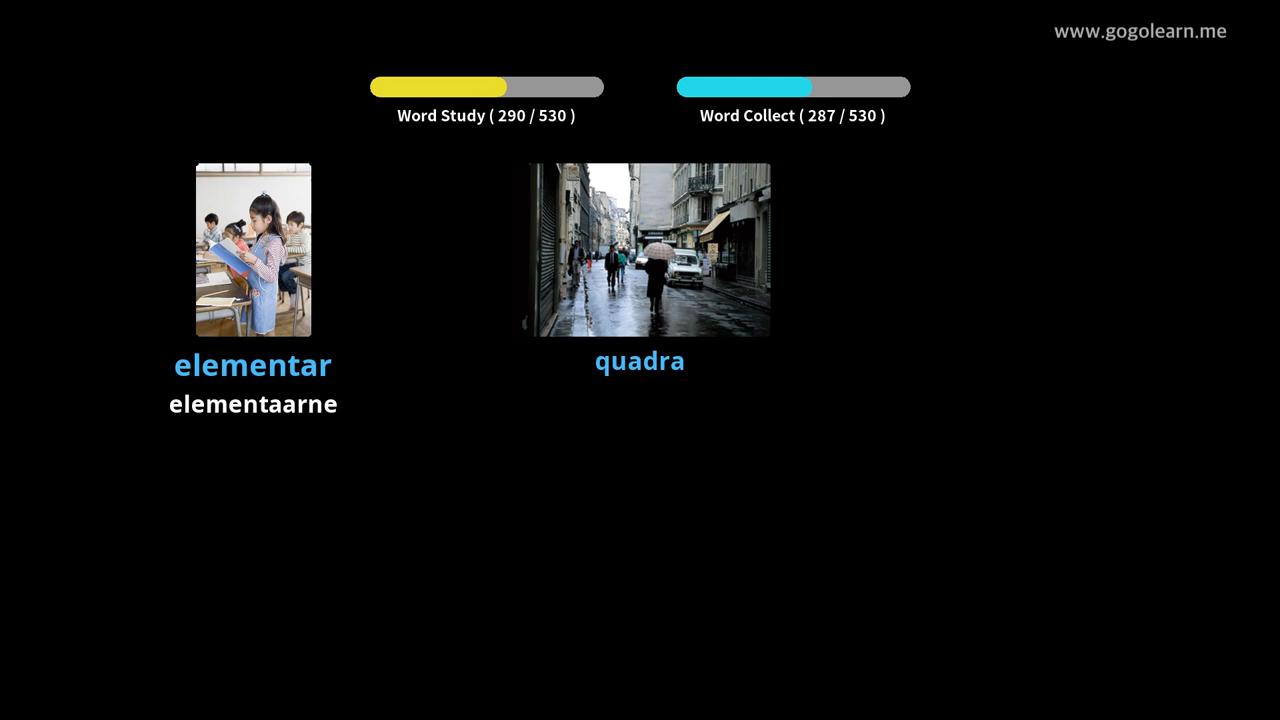 www.gogolearn.me
Word Study ( 290 / 530 )
Word Collect ( 287 / 530 )
elementar
elementaarne
quadra